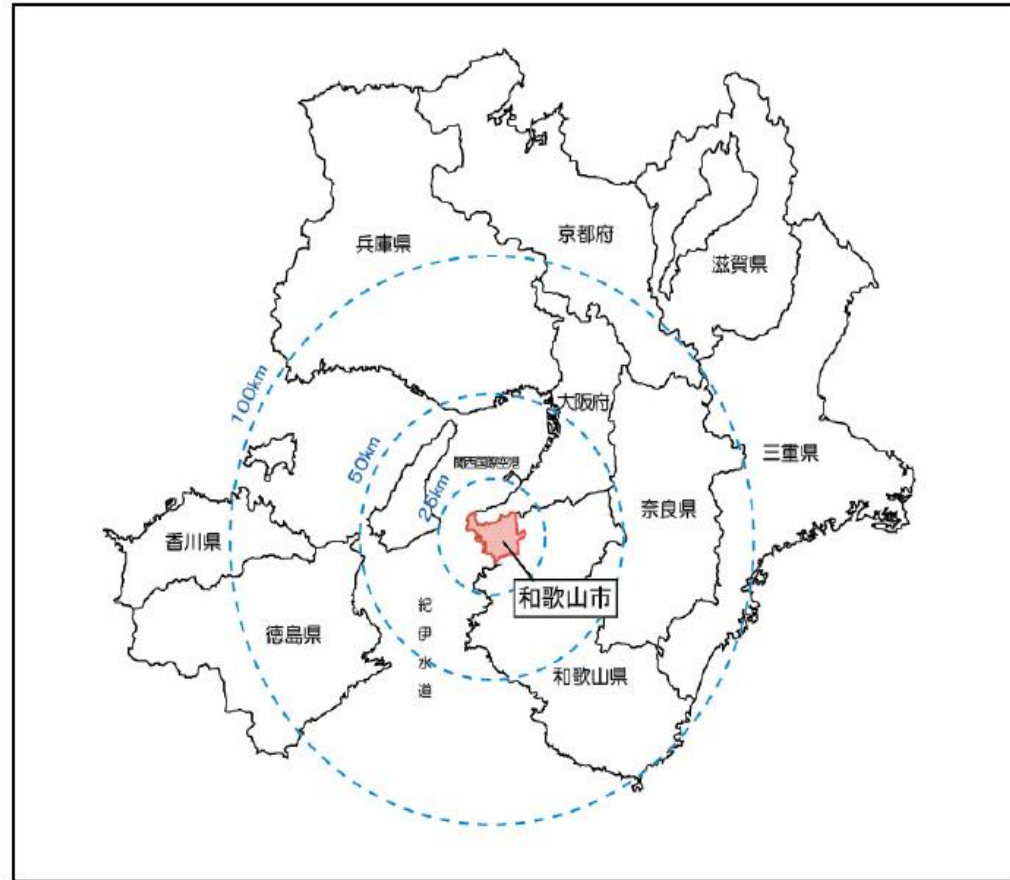 兵庫県
京都府
滋賀県
100km
50km
25km
大阪府
関西国際空港
三重県
奈良県
香川県
和歌山市
徳島県
紀伊水道
和歌山県